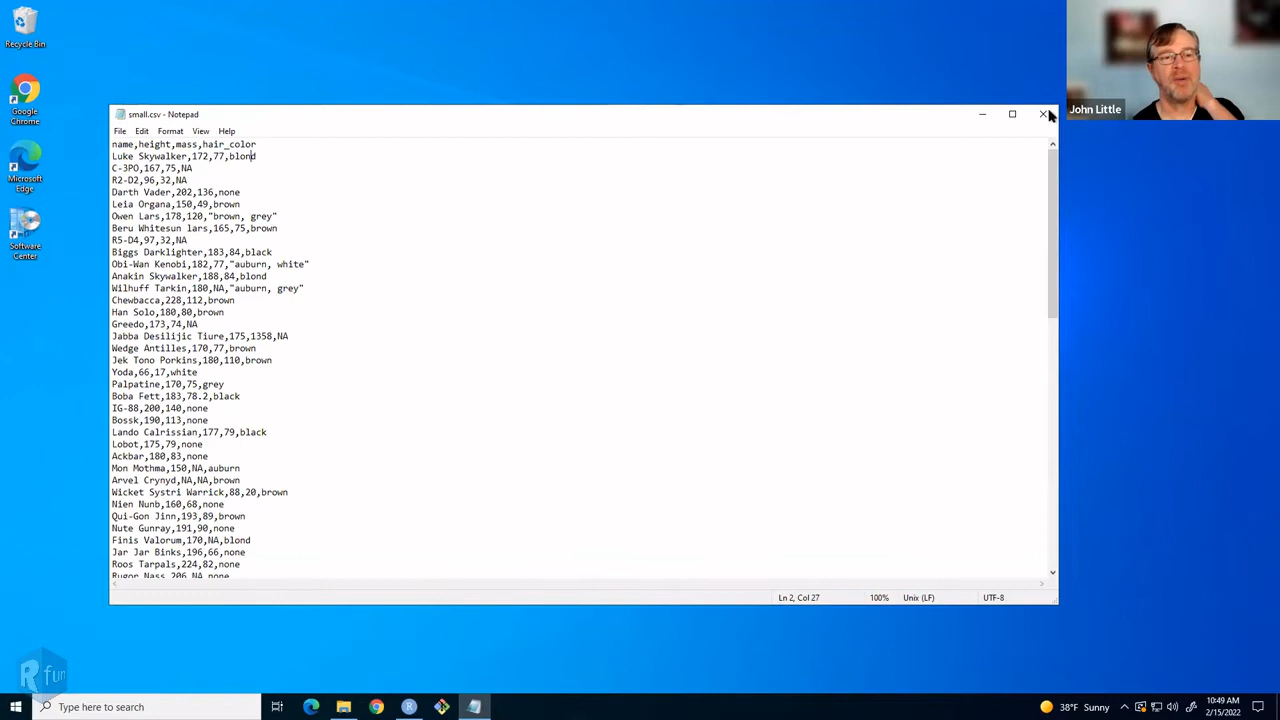 Recycle Bin
Google
Chrome
Microsoft
Edge
Software
Center
John Little
small.csv - Notepad
File Edit Format View Help
name,height,mass,hair_color
Luke Skywalker,172,77,blond
C-3PO,167,75,NA
R2-D2,96,32,NA
Darth Vader,202,136,none
Leia Organa,150,49,brown
Owen Lars,178,120,"brown, grey"
Beru Whitesun lars,165,75,brown
R5-D4,97,32,NA
Biggs Darklighter,183,84,black
Obi-Wan Kenobi,182,77,"auburn, white"
Anakin Skywalker,188,84,blond
Wilhuff Tarkin,180,NA,"auburn, grey"
Chewbacca,228,112,brown
Han Solo,180,80,brown
Greedo,173,74,NA
Jabba Desilijic Tiure,175,1358,NA
Wedge Antilles,170,77,brown
Jek Tono Porkins,180,110,brown
Yoda,66,17,white
Palpatine,170,75,grey
Boba Fett,183,78.2,black
IG-88,200,140,none
Bossk,190,113,none
Lando Calrissian,177,79,black
Lobot,175,79,none
Ackbar,180,83,none
Mon Mothma,150,NA,auburn
Arvel Crynyd,NA,NA,brown
Wicket Systri Warrick,88,20,brown
Nien Nunb,160,68,none
Qui-Gon Jinn,193,89,brown
Nute Gunray,191,90,none
Finis Valorum,170,NA,blond
Jar Jar Binks,196,66,none
Roos Tarpals,224,82,none
Rugor Nass,206,NA,none
Ln 2, Col 27 100% Unix (LF) UTF-8
R fun
Type here to search
38°F Sunny
10:49 AM
2/15/2022